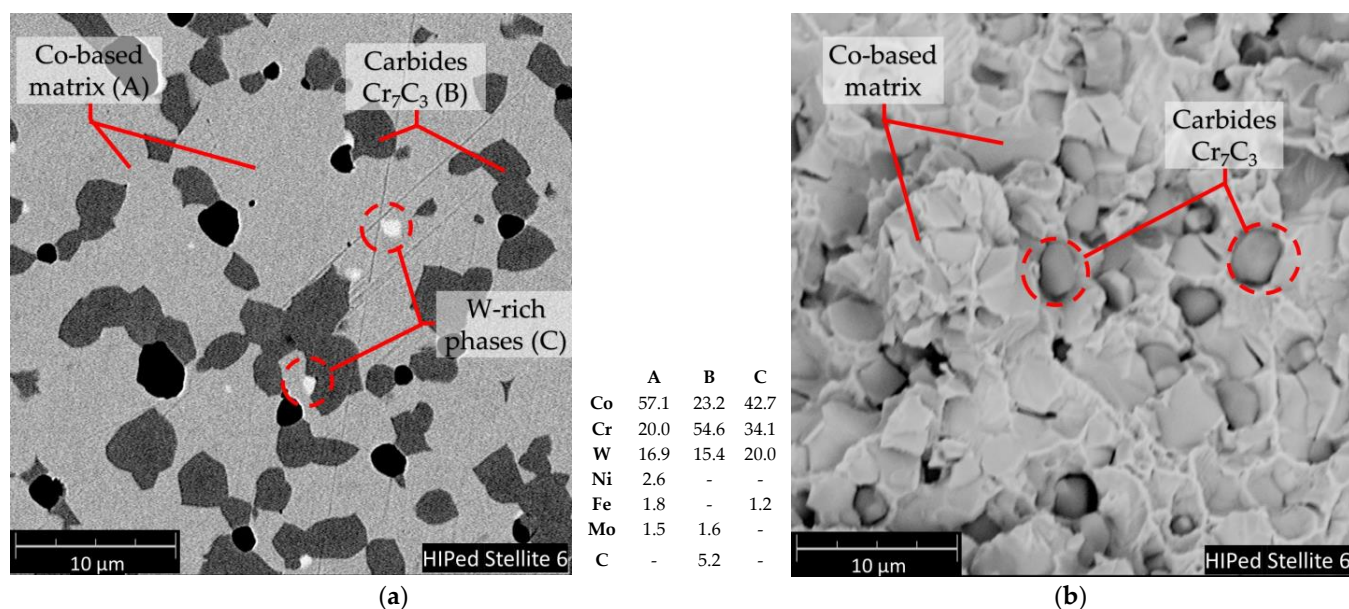 Co-based
matrix (A)
Carbides
Cr₇C₃ (B)
W-rich
phases (C)
10 µm
HIPed Stellite 6
(a)
A B C
Co 57.1 23.2 42.7
Cr 20.0 54.6 34.1
W 16.9 15.4 20.0
Ni 2.6 - -
Fe 1.8 - 1.2
Mo 1.5 1.6 -
C - 5.2 -
Co-based
matrix
Carbides
Cr₇C₃
10 µm
HIPed Stellite 6
(b)